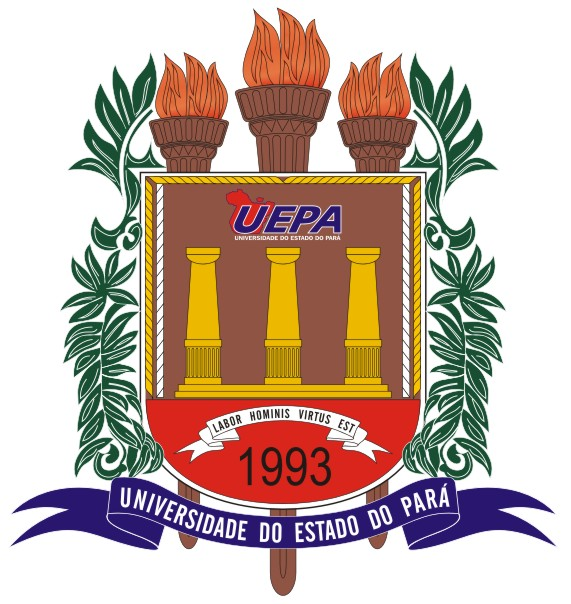 UEPA
UNIVERSIDADE DO ESTADO DO PARÁ
LABOR HOMINIS VIRTUS EST
1993
UNIVERSIDADE DO ESTADO DO PARÁ